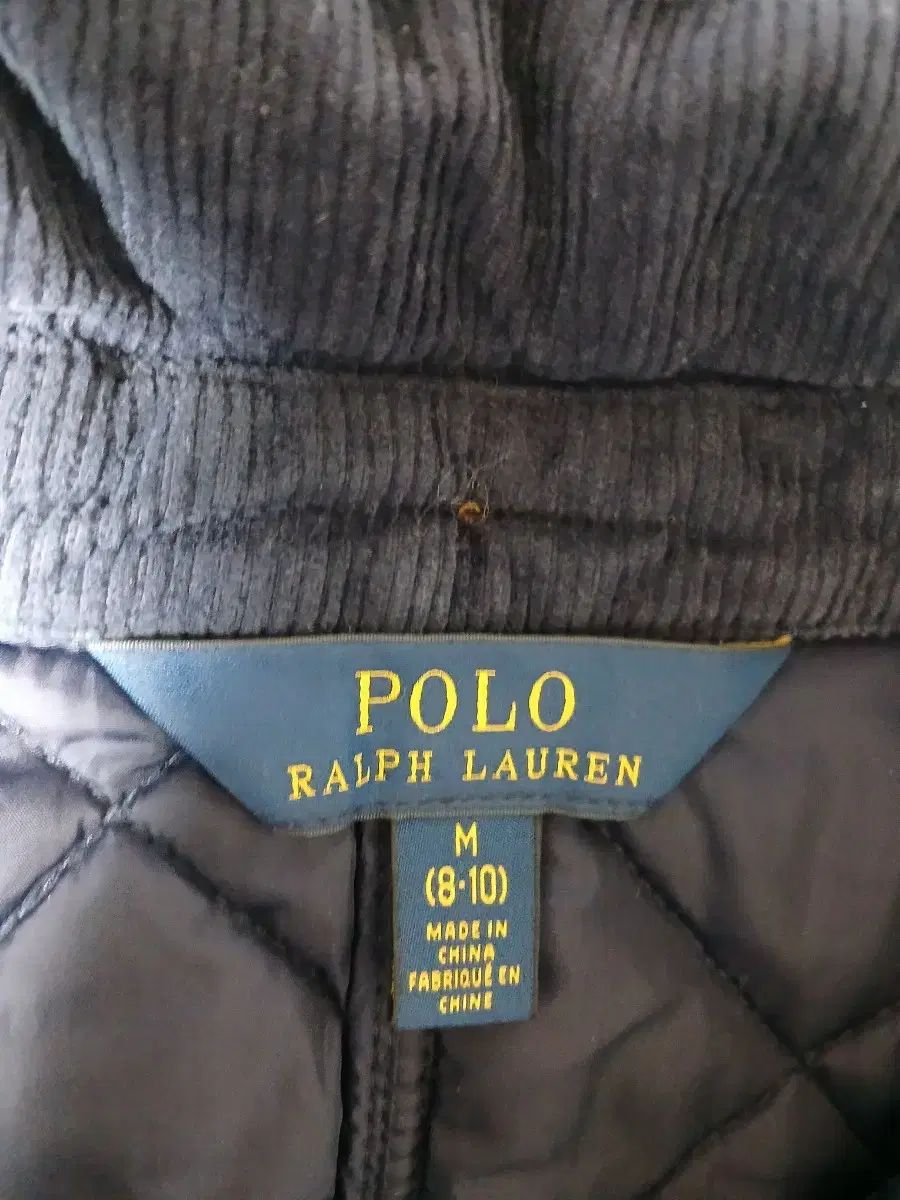 POLO
RALPH LAUREN
M
(8-10)
MADE IN
CHINA
FABRIQUÉ EN
CHINE